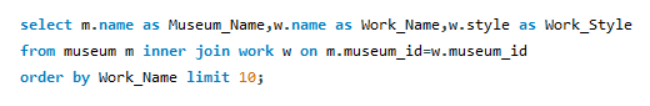 select m.name as Museum_Name,w.name as Work_Name,w.style as Work_Style
from museum m inner join work w on m.museum_id=w.museum_id
order by Work_Name limit 10;